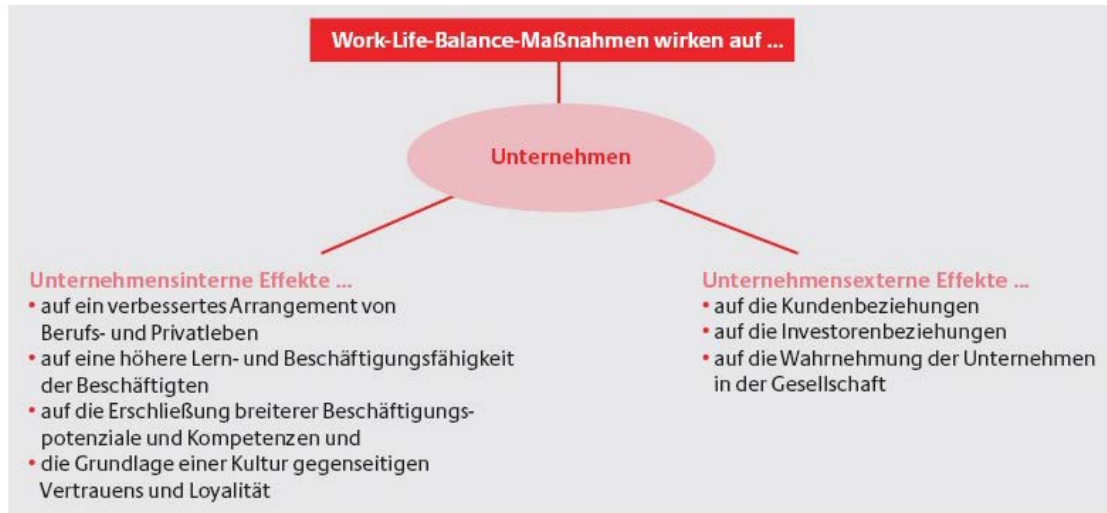 Work-Life-Balance-Maßnahmen wirken auf ...
Unternehmen
Unternehmensinterne Effekte ...
• auf ein verbessertes Arrangement von
Berufs- und Privatleben
• auf eine höhere Lern- und Beschäftigungsfähigkeit
der Beschäftigten
• auf die Erschließung breiterer Beschäftigungs-
potenziale und Kompetenzen und
• die Grundlage einer Kultur gegenseitigen
Vertrauens und Loyalität
Unternehmensexterne Effekte ...
• auf die Kundenbeziehungen
• auf die Investorenbeziehungen
• auf die Wahrnehmung der Unternehmen
in der Gesellschaft